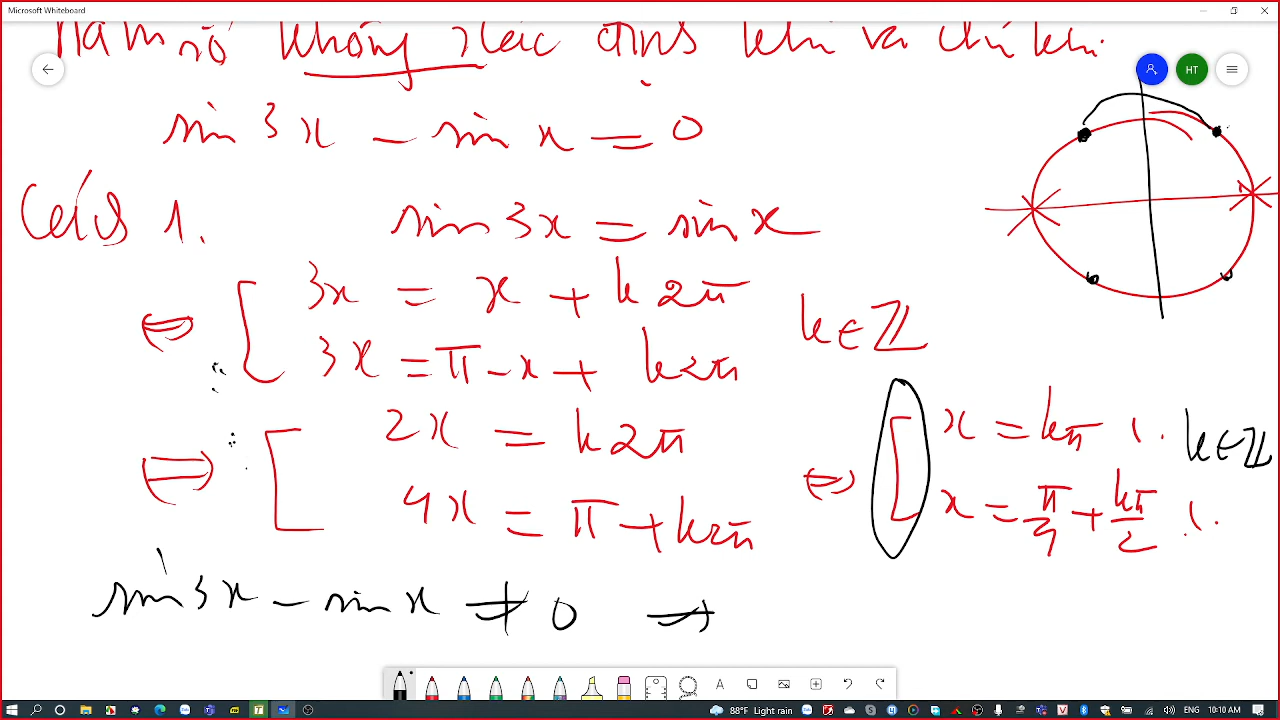 Microsoft Whiteboard
Hàm số không xác định khi và chỉ khi
HT
sin 3x - sin x = 0
Cách 1. sin 3x = sin x
⇔ [ 3x = x + k2π
3x = π - x + k2π
k ∈ ℤ
⇔ [ 2x = k2π
4x = π + k2π
⇔ [ x = kπ
x = π/4 + kπ/2
k ∈ ℤ
sin 3x - sin x ≠ 0 ⇔
88°F Light rain
ENG
10:10 AM